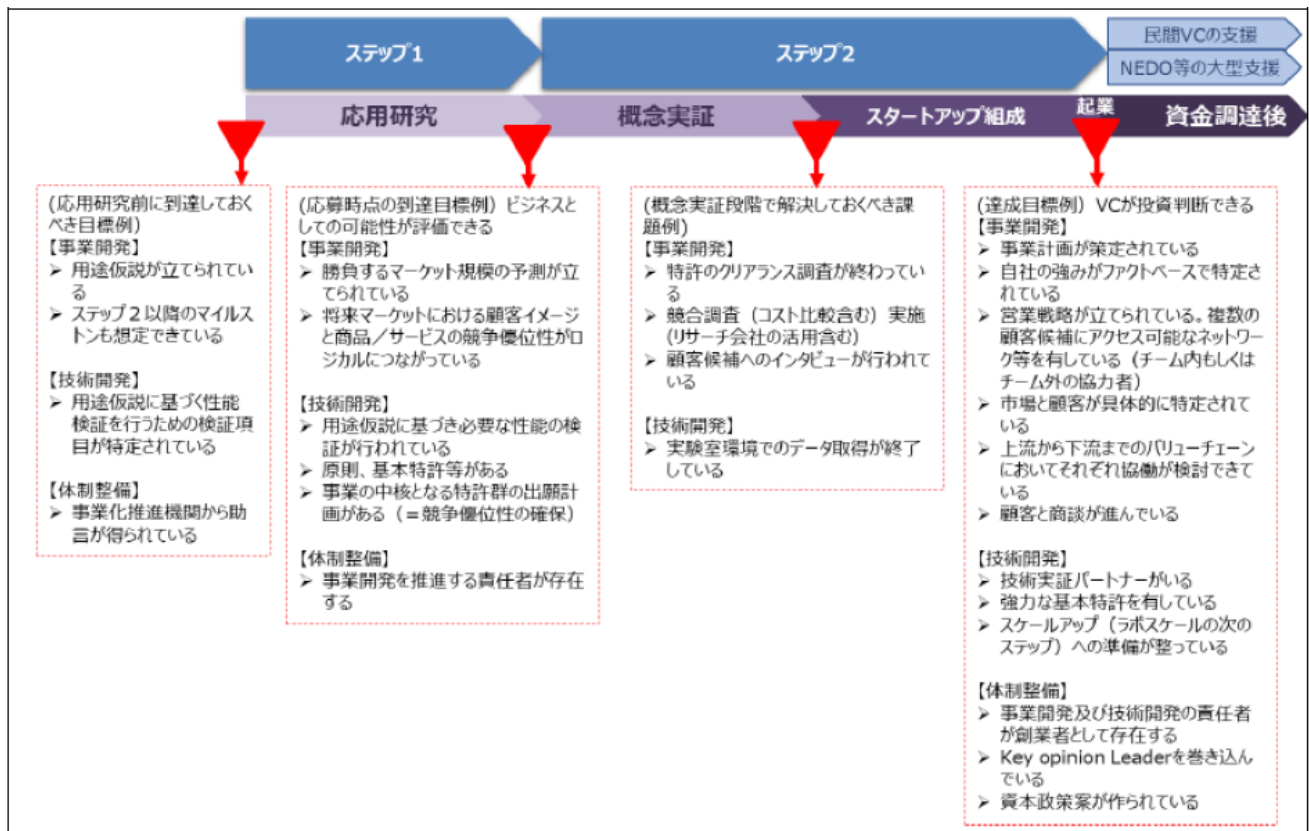 ステップ1
ステップ2
民間VCの支援
NEDO等の大型支援
応用研究
概念実証
スタートアップ組成
起業
資金調達後
(応用研究前に到達しておく
べき目標例)
【事業開発】
➢ 用途仮説が立てられてい
る
➢ ステップ2以降のマイルス
トンも想定できている
【技術開発】
➢ 用途仮説に基づく性能
検証を行うための検証項
目が特定されている
【体制整備】
➢ 事業化推進機関から助
言が得られている
(応募時点の到達目標例) ビジネスと
しての可能性が評価できる
【事業開発】
➢ 勝負するマーケット規模の予測が立
てられている
➢ 将来マーケットにおける顧客イメージ
と商品/サービスの競争優位性がロ
ジカルにつながっている
【技術開発】
➢ 用途仮説に基づき必要な性能の検
証が行われている
➢ 原則、基本特許等がある
➢ 事業の中核となる特許群の出願計
画がある(=競争優位性の確保)
【体制整備】
➢ 事業開発を推進する責任者が存在
する
(概念実証段階で解決しておくべき課
題例)
【事業開発】
➢ 特許のクリアランス調査が終わってい
る
➢ 競合調査(コスト比較含む)実施
(リサーチ会社の活用含む)
➢ 顧客候補へのインタビューが行われて
いる
【技術開発】
➢ 実験室環境でのデータ取得が終了
している
(達成目標例) VCが投資判断できる
【事業開発】
➢ 事業計画が策定されている
➢ 自社の強みがファクトベースで特定さ
れている
➢ 営業戦略が立てられている。複数の
顧客候補にアクセス可能なネットワー
ク等を有している(チーム内もしくは
チーム外の協力者)
➢ 市場と顧客が具体的に特定されて
いる
➢ 上流から下流までのバリューチェーン
においてそれぞれ協働が検討できて
いる
➢ 顧客と商談が進んでいる
【技術開発】
➢ 技術実証パートナーがいる
➢ 強力な基本特許を有している
➢ スケールアップ(ラボスケールの次の
ステップ)への準備が整っている
【体制整備】
➢ 事業開発及び技術開発の責任者
が創業者として存在する
➢ Key opinion Leaderを巻き込ん
でいる
➢ 資本政策案が作られている